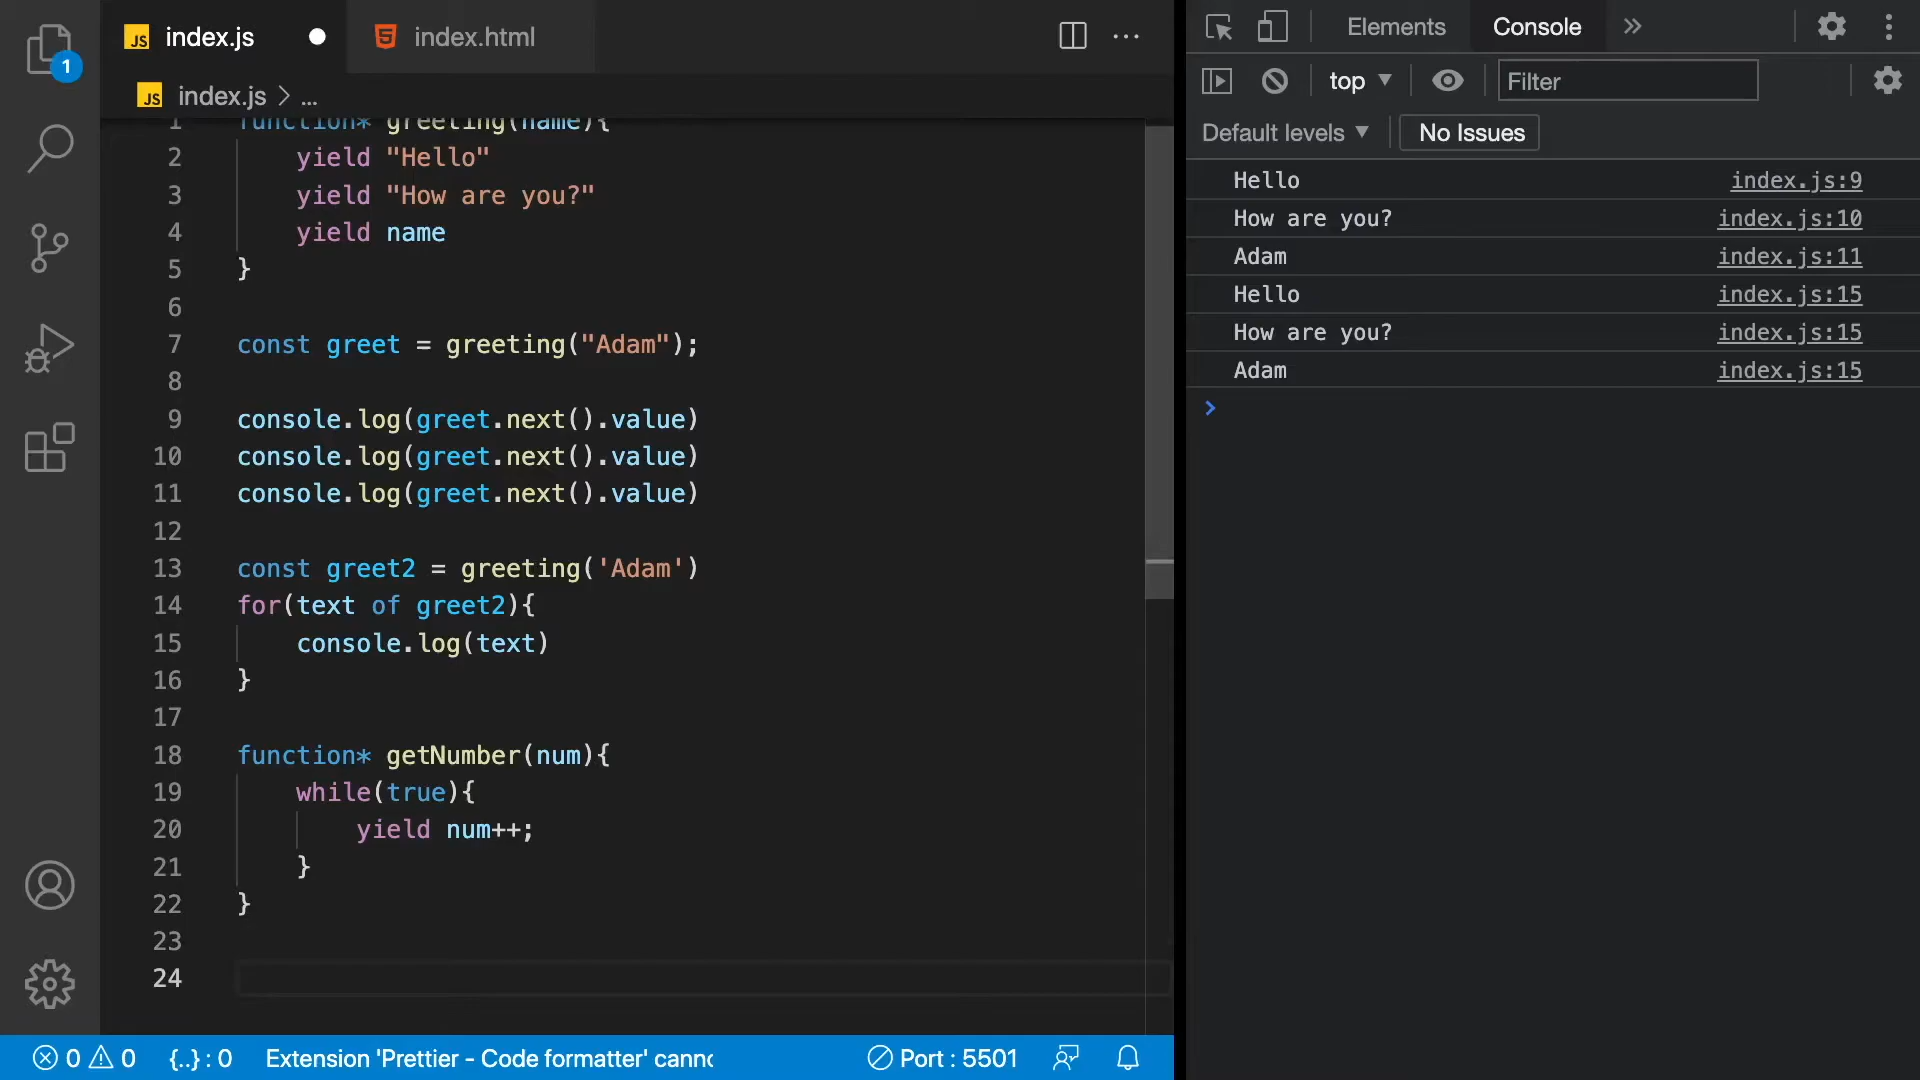 JS index.js
index.html
JS index.js > ...
1 function* greeting(name){
2 yield "Hello"
3 yield "How are you?"
4 yield name
5 }
6
7 const greet = greeting("Adam");
8
9 console.log(greet.next().value)
10 console.log(greet.next().value)
11 console.log(greet.next().value)
12
13 const greet2 = greeting('Adam')
14 for(text of greet2){
15 console.log(text)
16 }
17
18 function* getNumber(num){
19 while(true){
20 yield num++;
21 }
22 }
23
24
1
0 0 {..} : 0 Extension 'Prettier - Code formatter' canno
Port : 5501
Elements Console »
top ▼ Filter
Default levels ▼ No Issues
Hello index.js:9
How are you? index.js:10
Adam index.js:11
Hello index.js:15
How are you? index.js:15
Adam index.js:15
>